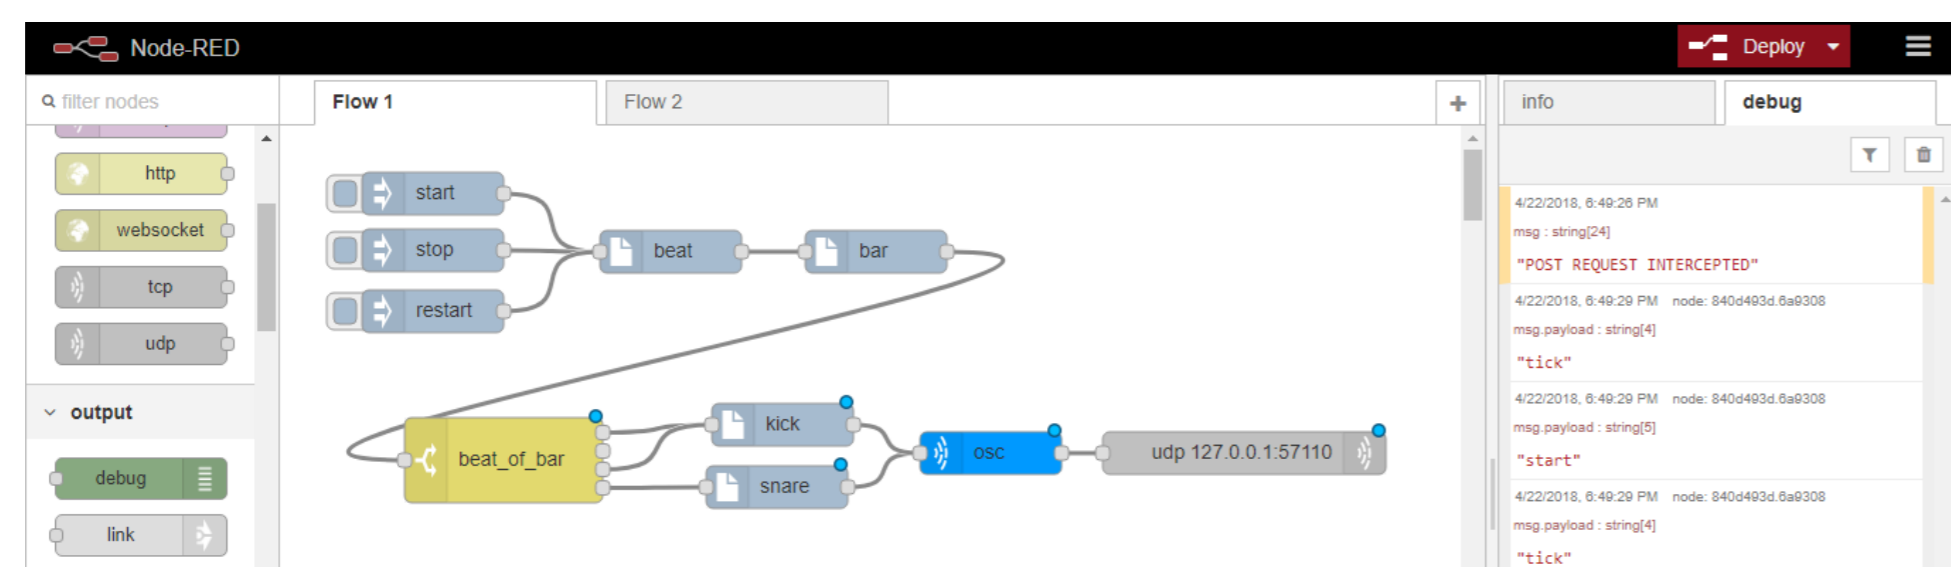 Node-RED
Deploy
filter nodes
Flow 1
Flow 2
info
debug
http
websocket
tcp
udp
output
debug
link
start
stop
restart
beat
bar
beat_of_bar
kick
snare
osc
udp 127.0.0.1:57110
4/22/2018, 6:49:26 PM
msg : string[24]
"POST REQUEST INTERCEPTED"
4/22/2018, 6:49:29 PM node: 840d493d.6a9308
msg.payload : string[4]
"tick"
4/22/2018, 6:49:29 PM node: 840d493d.6a9308
msg.payload : string[5]
"start"
4/22/2018, 6:49:29 PM node: 840d493d.6a9308
msg.payload : string[4]
"tick"